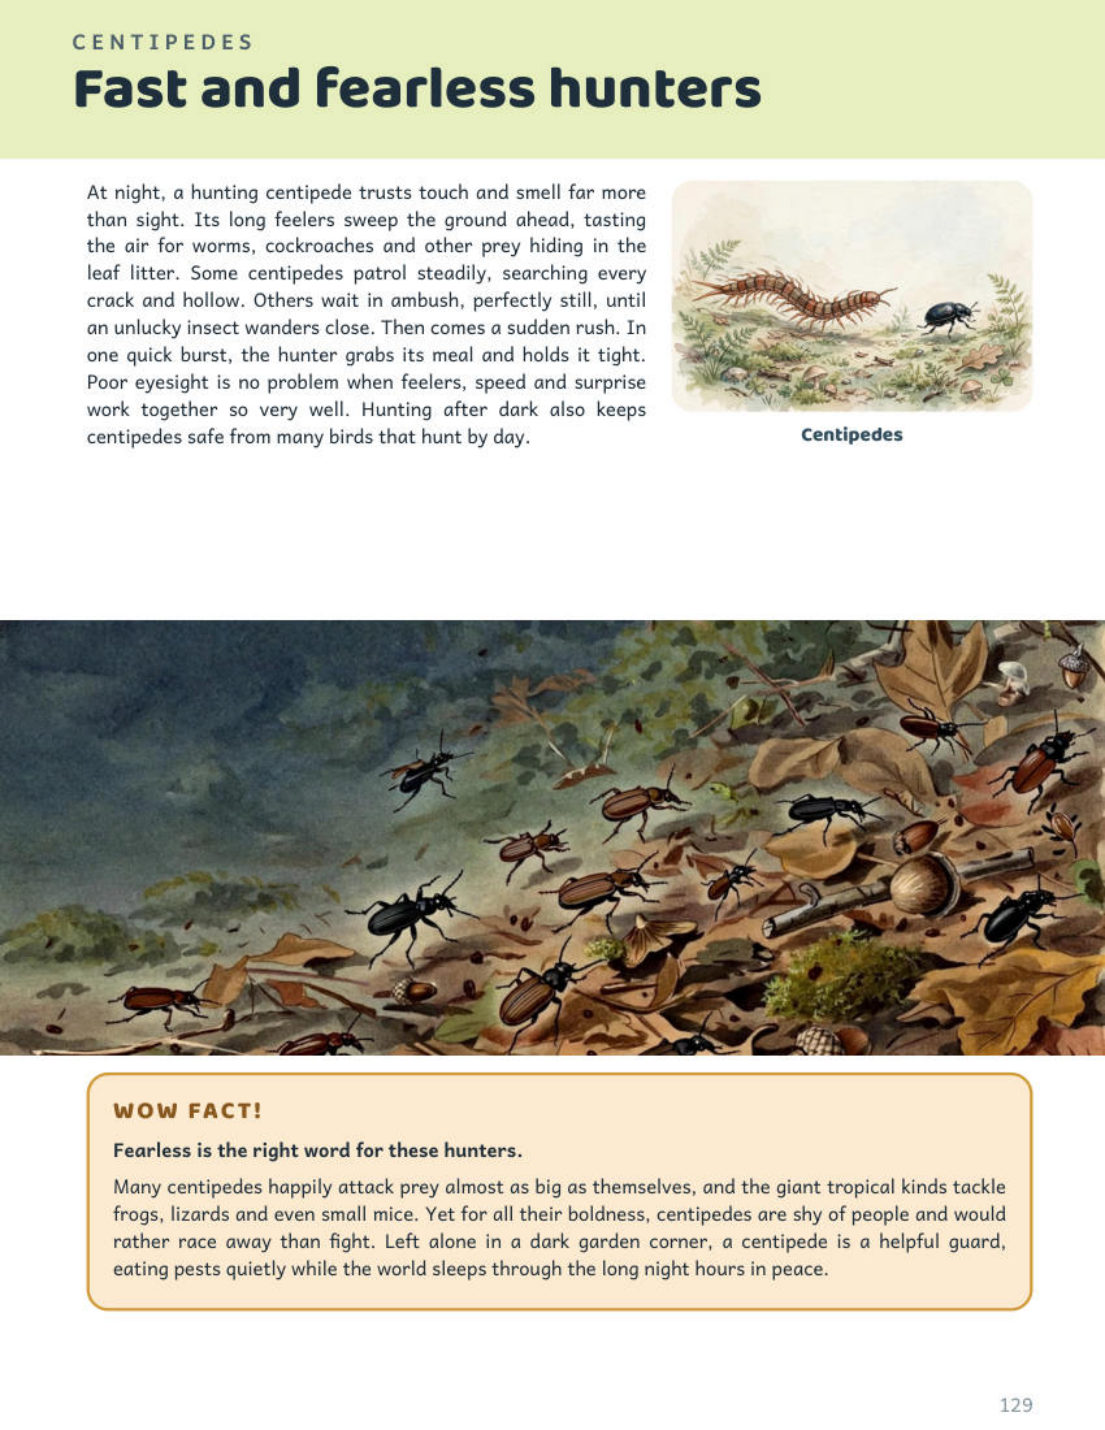 CENTIPEDES
Fast and fearless hunters
At night, a hunting centipede trusts touch and smell far more
than sight. Its long feelers sweep the ground ahead, tasting
the air for worms, cockroaches and other prey hiding in the
leaf litter. Some centipedes patrol steadily, searching every
crack and hollow. Others wait in ambush, perfectly still, until
an unlucky insect wanders close. Then comes a sudden rush. In
one quick burst, the hunter grabs its meal and holds it tight.
Poor eyesight is no problem when feelers, speed and surprise
work together so very well. Hunting after dark also keeps
centipedes safe from many birds that hunt by day.
Centipedes
WOW FACT!
Fearless is the right word for these hunters.
Many centipedes happily attack prey almost as big as themselves, and the giant tropical kinds tackle
frogs, lizards and even small mice. Yet for all their boldness, centipedes are shy of people and would
rather race away than fight. Left alone in a dark garden corner, a centipede is a helpful guard,
eating pests quietly while the world sleeps through the long night hours in peace.
129